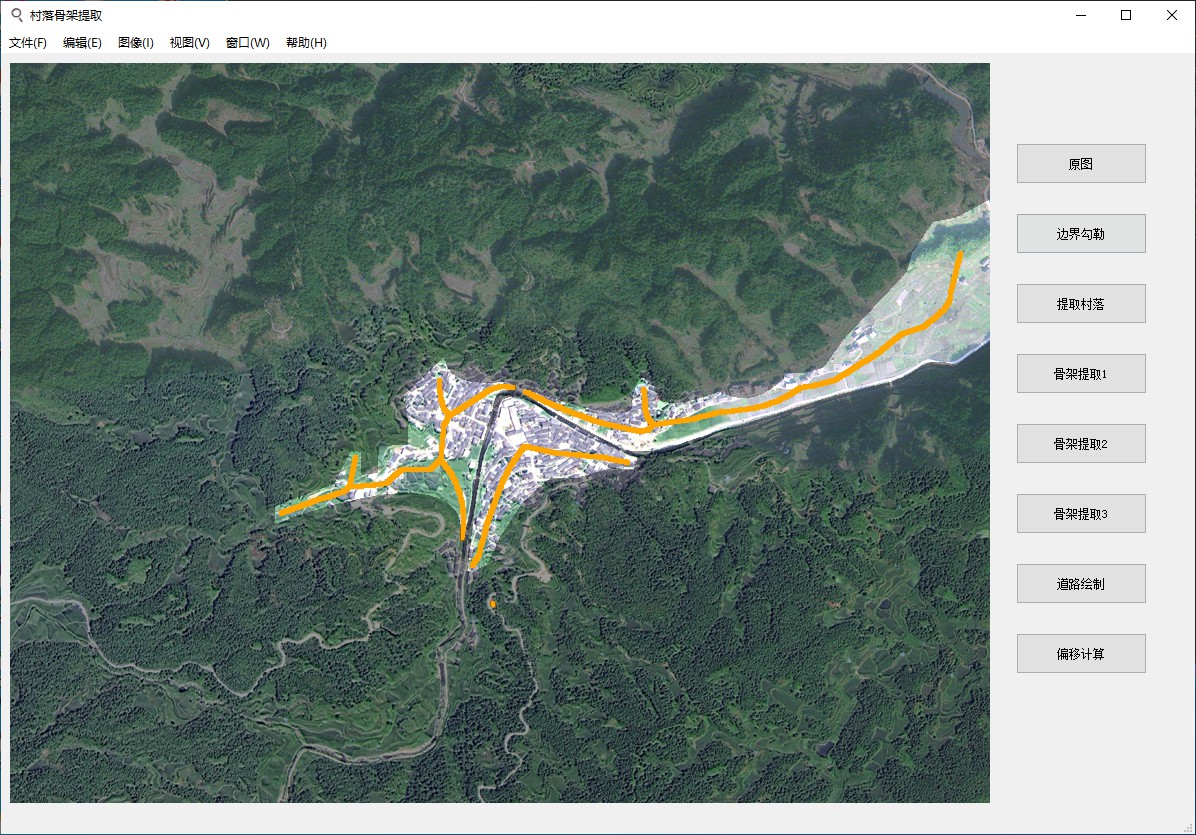 村落骨架提取
文件(F) 编辑(E) 图像(I) 视图(V) 窗口(W) 帮助(H)
原图
边界勾勒
提取村落
骨架提取1
骨架提取2
骨架提取3
道路绘制
偏移计算